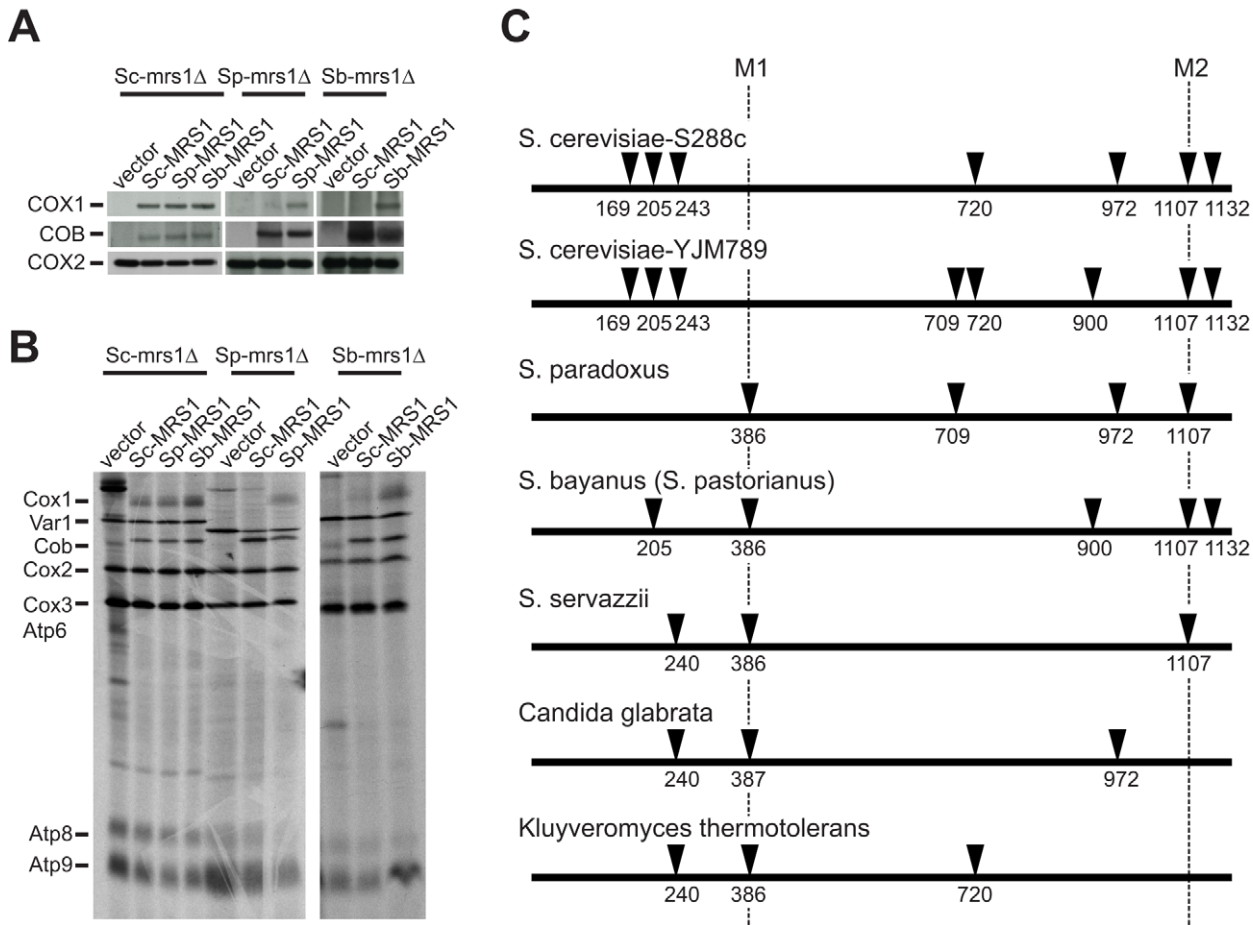 A
Sc-mrs1Δ Sp-mrs1Δ Sb-mrs1Δ
vector Sc-MRS1 Sp-MRS1 Sb-MRS1 vector Sc-MRS1 Sp-MRS1 vector Sc-MRS1 Sb-MRS1
COX1
COB
COX2
B
Sc-mrs1Δ Sp-mrs1Δ Sb-mrs1Δ
vector Sc-MRS1 Sp-MRS1 Sb-MRS1 vector Sc-MRS1 Sp-MRS1 vector Sc-MRS1 Sb-MRS1
Cox1
Var1
Cob
Cox2
Cox3
Atp6
Atp8
Atp9
C
M1 M2
S. cerevisiae-S288c
169 205 243 720 972 1107 1132
S. cerevisiae-YJM789
169 205 243 709 720 900 1107 1132
S. paradoxus
386 709 972 1107
S. bayanus (S. pastorianus)
205 386 900 1107 1132
S. servazzii
240 386 1107
Candida glabrata
240 387 972
Kluyveromyces thermotolerans
240 386 720